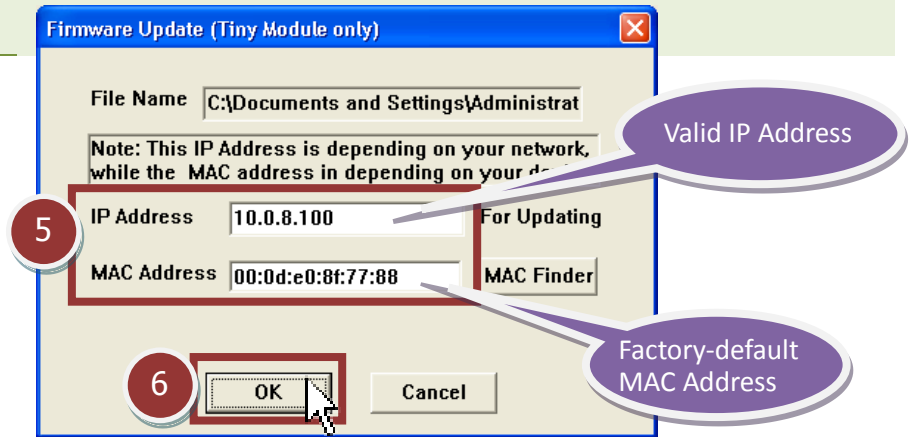 Firmware Update (Tiny Module only)
File Name C:\Documents and Settings\Administrat
Note: This IP Address is depending on your network,
while the MAC address in depending on your
Valid IP Address
5
IP Address 10.0.8.100 For Updating
MAC Address 00:0d:e0:8f:77:88 MAC Finder
Factory-default
MAC Address
6
OK Cancel